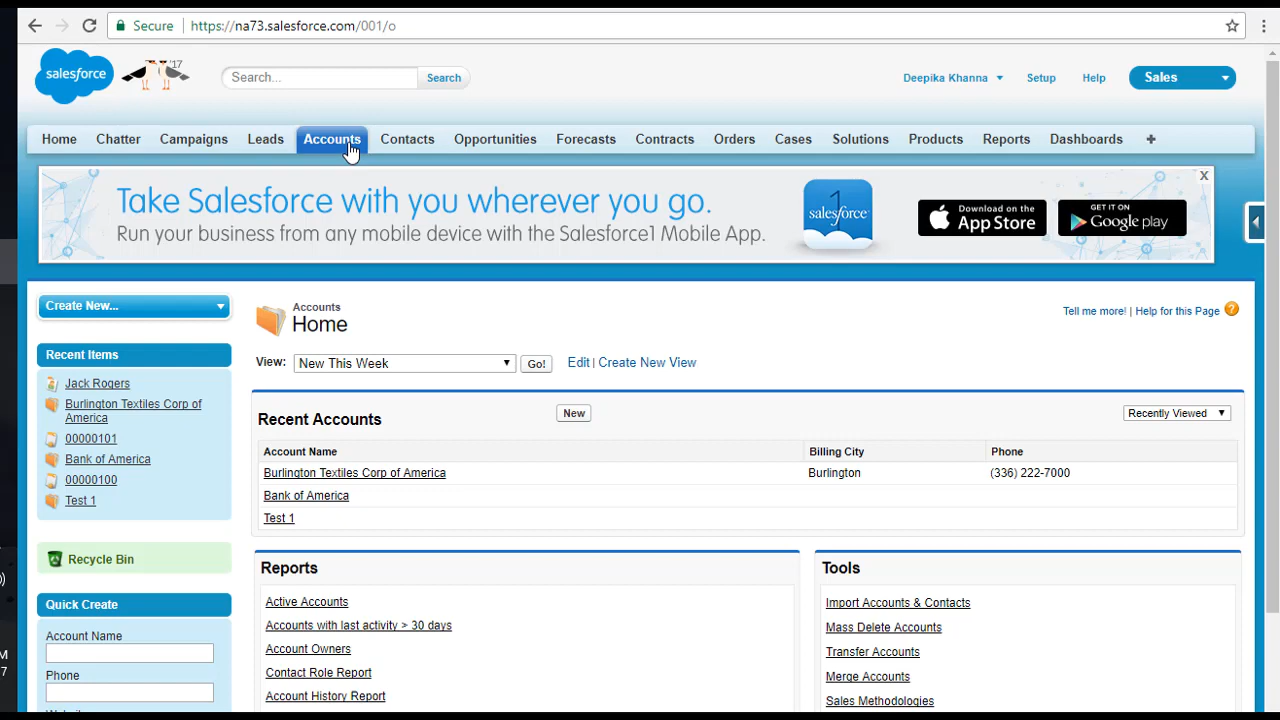 Secure https://na73.salesforce.com/001/o
salesforce '17 Search... Search Deepika Khanna Setup Help Sales
Home Chatter Campaigns Leads Accounts Contacts Opportunities Forecasts Contracts Orders Cases Solutions Products Reports Dashboards +
X
Take Salesforce with you wherever you go.
Run your business from any mobile device with the Salesforce1 Mobile App.
1
salesforce
Download on the
App Store
GET IT ON
Google play
Create New...
Recent Items
Jack Rogers
Burlington Textiles Corp of
America
00000101
Bank of America
00000100
Test 1
Recycle Bin
Quick Create
Account Name
Phone
Accounts
Home
Tell me more! | Help for this Page ?
View: New This Week Go! Edit | Create New View
Recent Accounts New Recently Viewed
Account Name Billing City Phone
Burlington Textiles Corp of America Burlington (336) 222-7000
Bank of America
Test 1
Reports
Active Accounts
Accounts with last activity > 30 days
Account Owners
Contact Role Report
Account History Report
Tools
Import Accounts & Contacts
Mass Delete Accounts
Transfer Accounts
Merge Accounts
Sales Methodologies
M
7